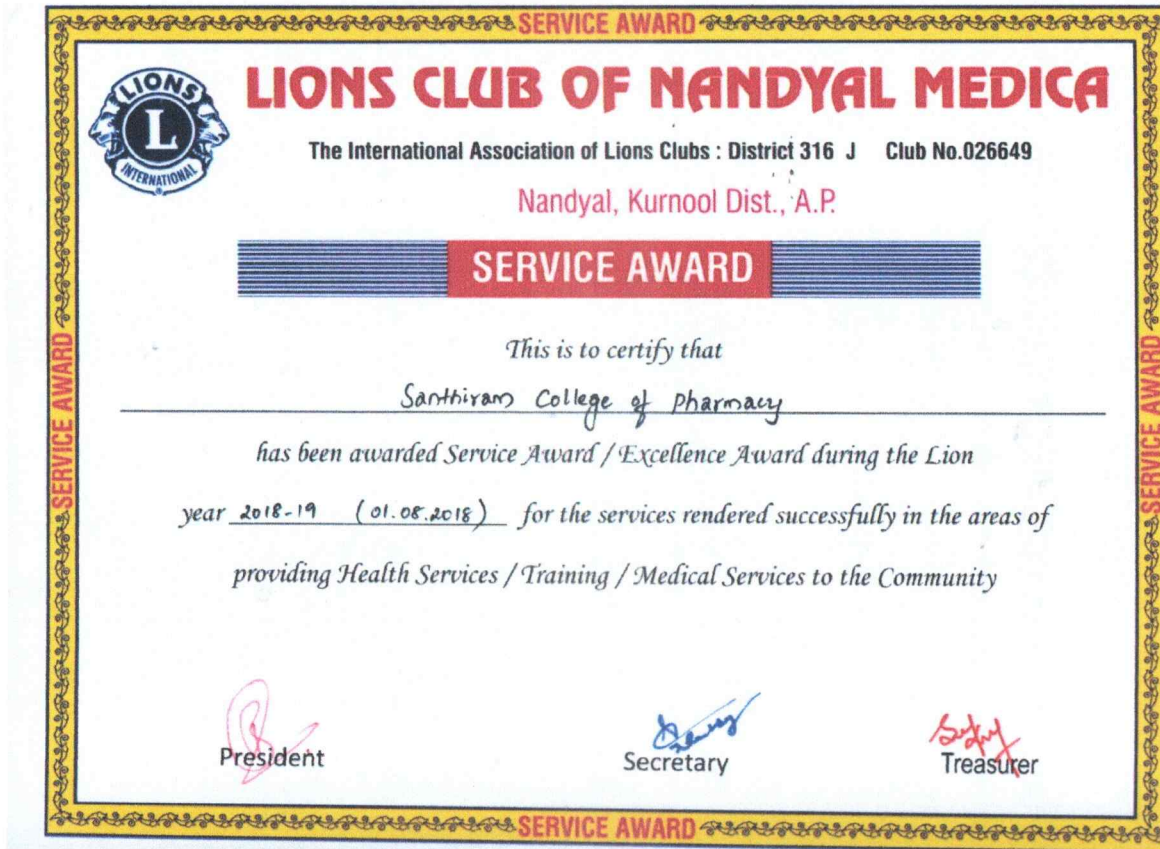 SERVICE AWARD
LIONS CLUB OF NANDYAL MEDICA
LIONS
L
INTERNATIONAL
The International Association of Lions Clubs : District 316 J Club No.026649
Nandyal, Kurnool Dist., A.P.
SERVICE AWARD
This is to certify that
Santhiram College of Pharmacy
has been awarded Service Award / Excellence Award during the Lion
year 2018-19 (01.08.2018) for the services rendered successfully in the areas of
providing Health Services / Training / Medical Services to the Community
President
Secretary
Treasurer
SERVICE AWARD
SERVICE AWARD
SERVICE AWARD